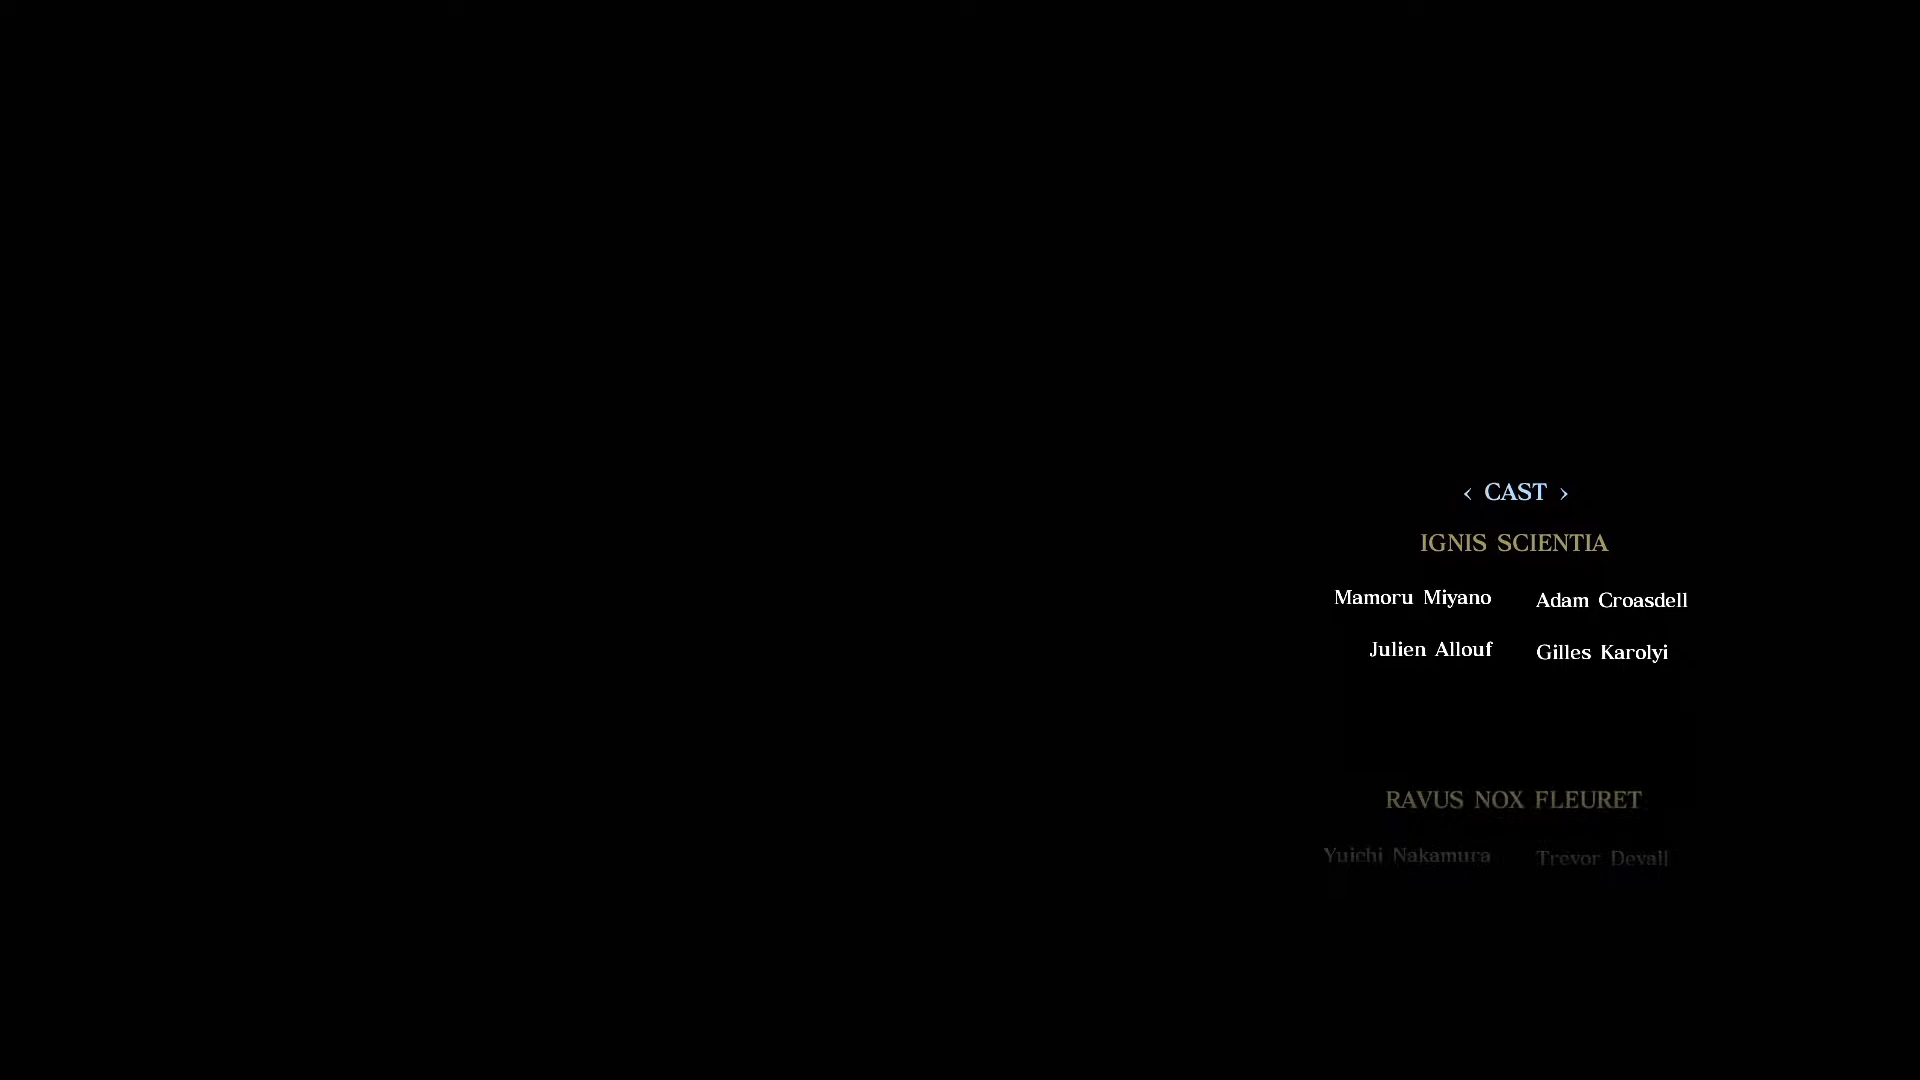 ‹ CAST ›
IGNIS SCIENTIA
Mamoru Miyano Adam Croasdell
Julien Allouf Gilles Karolyi
RAVUS NOX FLEURET
Yuichi Nakamura Trevor Devall